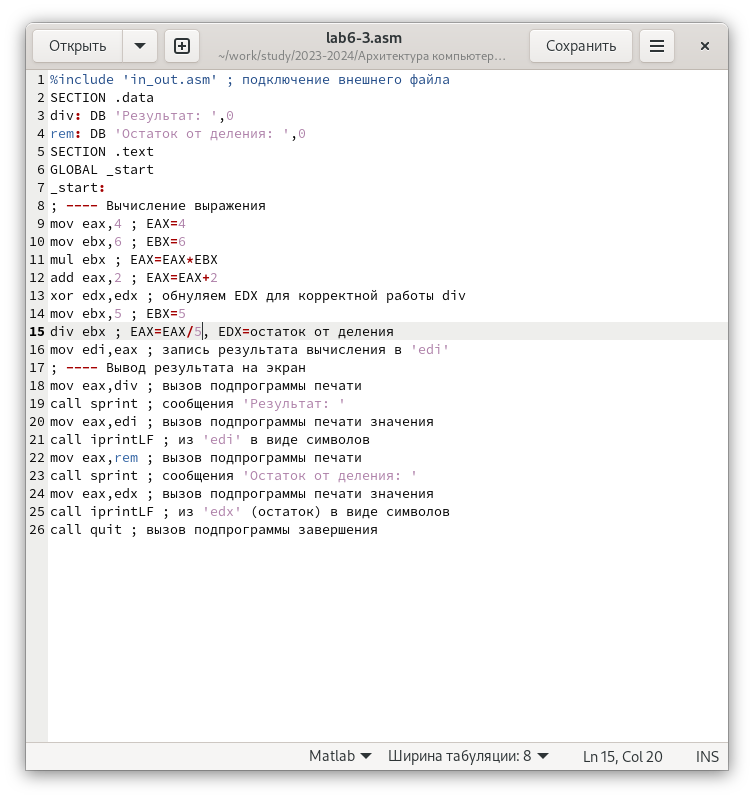 Открыть
lab6-3.asm
~/work/study/2023-2024/Архитектура компьютер...
Сохранить
1 %include 'in_out.asm' ; подключение внешнего файла
2 SECTION .data
3 div: DB 'Результат: ',0
4 rem: DB 'Остаток от деления: ',0
5 SECTION .text
6 GLOBAL _start
7 _start:
8 ; ---- Вычисление выражения
9 mov eax,4 ; EAX=4
10 mov ebx,6 ; EBX=6
11 mul ebx ; EAX=EAX*EBX
12 add eax,2 ; EAX=EAX+2
13 xor edx,edx ; обнуляем EDX для корректной работы div
14 mov ebx,5 ; EBX=5
15 div ebx ; EAX=EAX/5, EDX=остаток от деления
16 mov edi,eax ; запись результата вычисления в 'edi'
17 ; ---- Вывод результата на экран
18 mov eax,div ; вызов подпрограммы печати
19 call sprint ; сообщения 'Результат: '
20 mov eax,edi ; вызов подпрограммы печати значения
21 call iprintLF ; из 'edi' в виде символов
22 mov eax,rem ; вызов подпрограммы печати
23 call sprint ; сообщения 'Остаток от деления: '
24 mov eax,edx ; вызов подпрограммы печати значения
25 call iprintLF ; из 'edx' (остаток) в виде символов
26 call quit ; вызов подпрограммы завершения
Matlab Ширина табуляции: 8 Ln 15, Col 20 INS